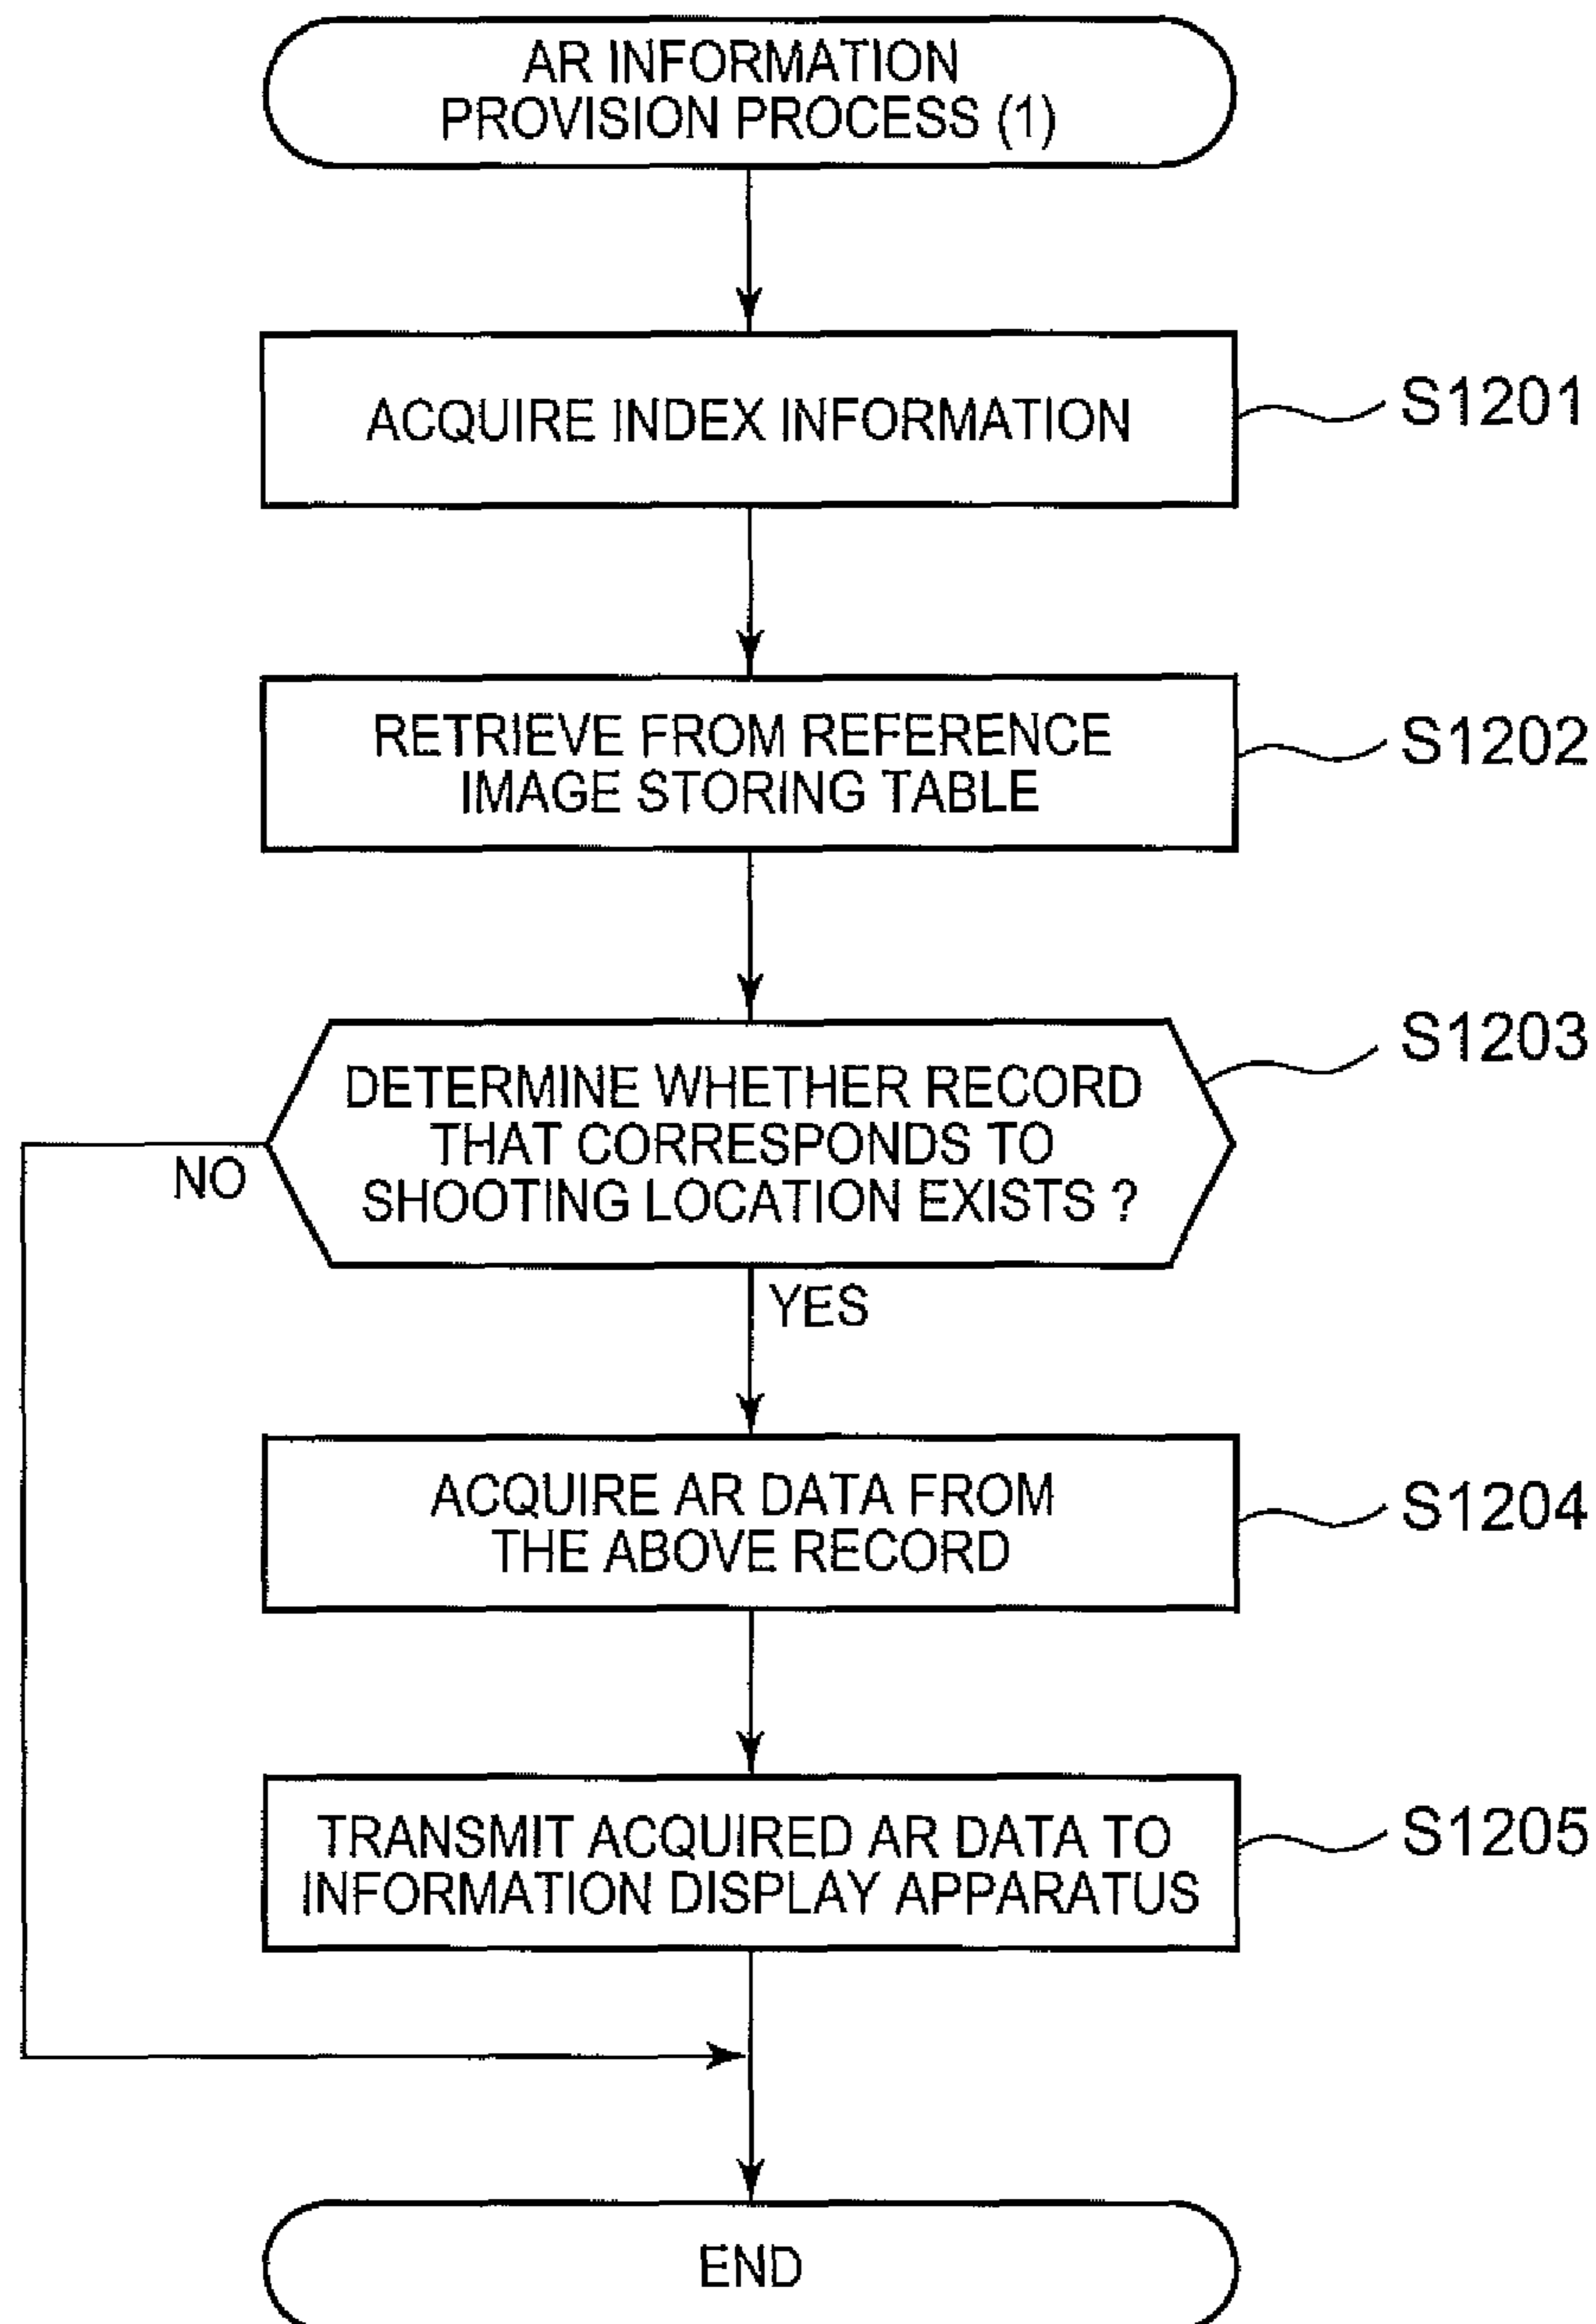 AR INFORMATION
PROVISION PROCESS (1)
ACQUIRE INDEX INFORMATION
S1201
RETRIEVE FROM REFERENCE
IMAGE STORING TABLE
S1202
DETERMINE WHETHER RECORD
THAT CORRESPONDS TO
SHOOTING LOCATION EXISTS ?
S1203
NO
YES
ACQUIRE AR DATA FROM
THE ABOVE RECORD
S1204
TRANSMIT ACQUIRED AR DATA TO
INFORMATION DISPLAY APPARATUS
S1205
END